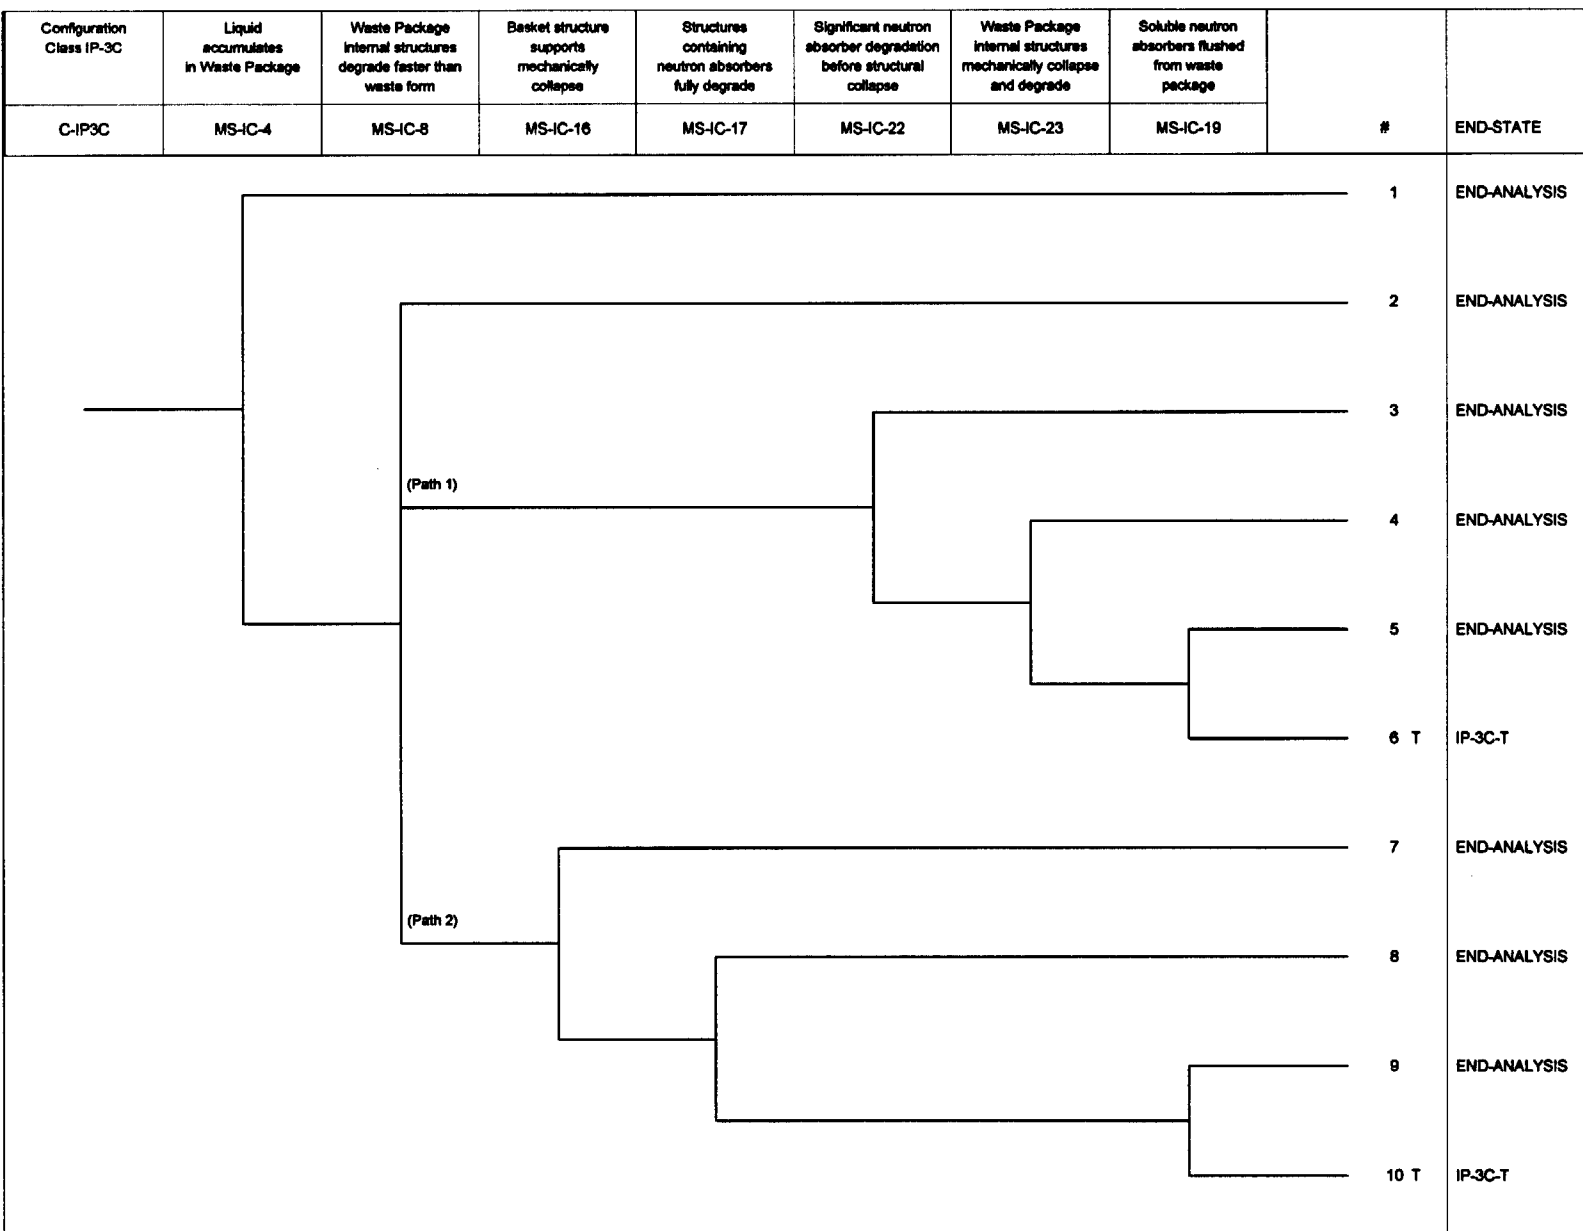 Configuration
Class IP-3C
Liquid
accumulates
in Waste Package
Waste Package
internal structures
degrade faster than
waste form
Basket structure
supports
mechanically
collapse
Structures
containing
neutron absorbers
fully degrade
Significant neutron
absorber degradation
before structural
collapse
Waste Package
internal structures
mechanically collapse
and degrade
Soluble neutron
absorbers flushed
from waste
package
C-IP3C
MS-IC-4
MS-IC-8
MS-IC-16
MS-IC-17
MS-IC-22
MS-IC-23
MS-IC-19
#
END-STATE
1 END-ANALYSIS
2 END-ANALYSIS
3 END-ANALYSIS
(Path 1)
4 END-ANALYSIS
5 END-ANALYSIS
6 T IP-3C-T
7 END-ANALYSIS
(Path 2)
8 END-ANALYSIS
9 END-ANALYSIS
10 T IP-3C-T